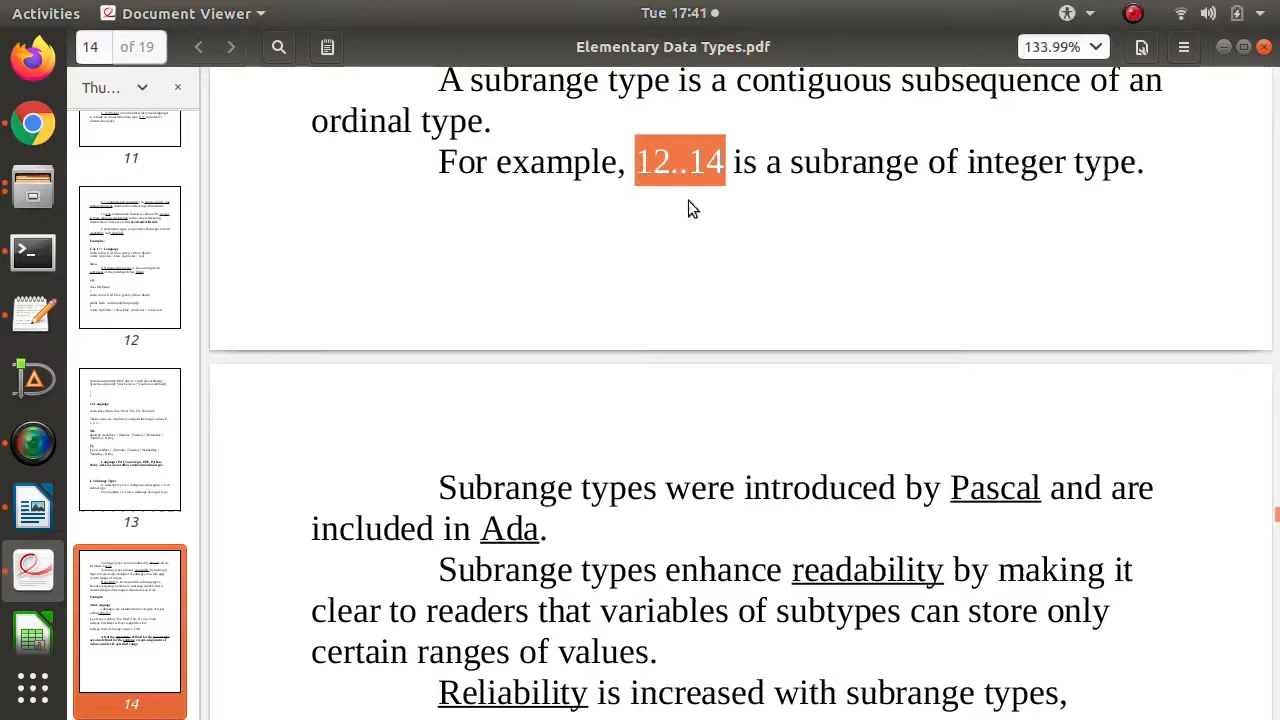 Activities
Document Viewer
Tue 17:41
14
of 19
Elementary Data Types.pdf
133.99%
Thu...
11
12
13
14
A subrange type is a contiguous subsequence of an
ordinal type.
For example, 12..14 is a subrange of integer type.
Subrange types were introduced by Pascal and are
included in Ada.
Subrange types enhance readability by making it
clear to readers that variables of subtypes can store only
certain ranges of values.
Reliability is increased with subrange types,